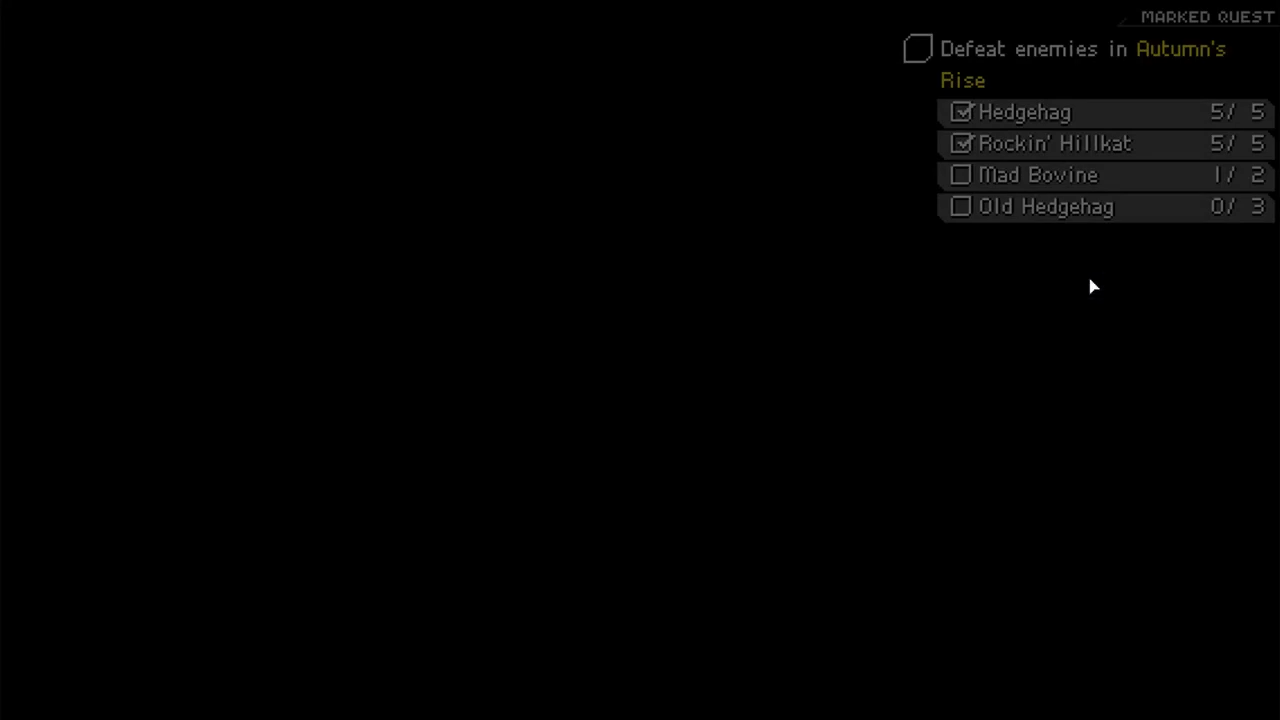 MARKED QUEST
Defeat enemies in Autumn's
Rise
Hedgehag 5/ 5
Rockin' Hillkat 5/ 5
Mad Bovine 1/ 2
Old Hedgehag 0/ 3